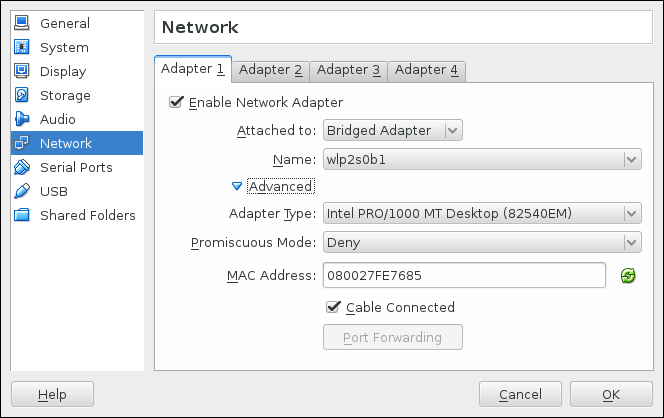 General
System
Display
Storage
Audio
Network
Serial Ports
USB
Shared Folders
Network
Adapter 1 Adapter 2 Adapter 3 Adapter 4
Enable Network Adapter
Attached to: Bridged Adapter
Name: wlp2s0b1
Advanced
Adapter Type: Intel PRO/1000 MT Desktop (82540EM)
Promiscuous Mode: Deny
MAC Address: 080027FE7685
Cable Connected
Port Forwarding
Help Cancel OK